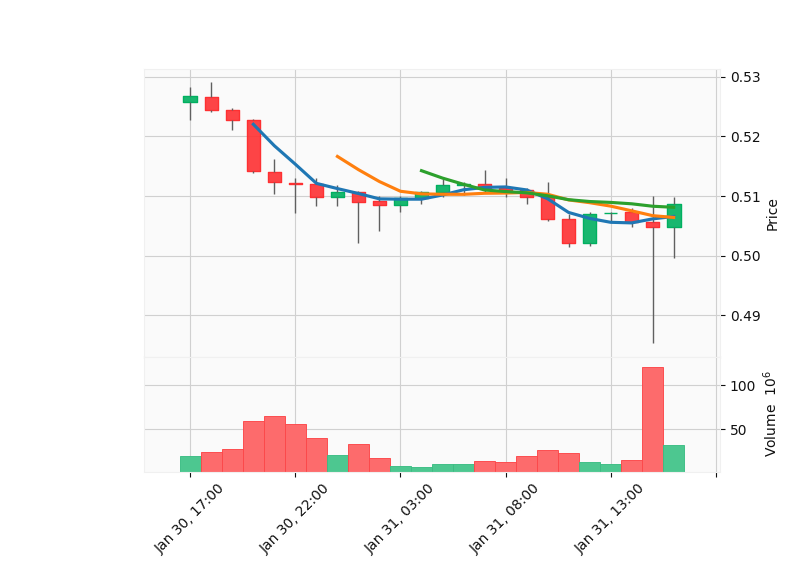 0.53
0.52
0.51
0.50
0.49
Price
100
50
Volume 10^6
Jan 30, 17:00
Jan 30, 22:00
Jan 31, 03:00
Jan 31, 08:00
Jan 31, 13:00